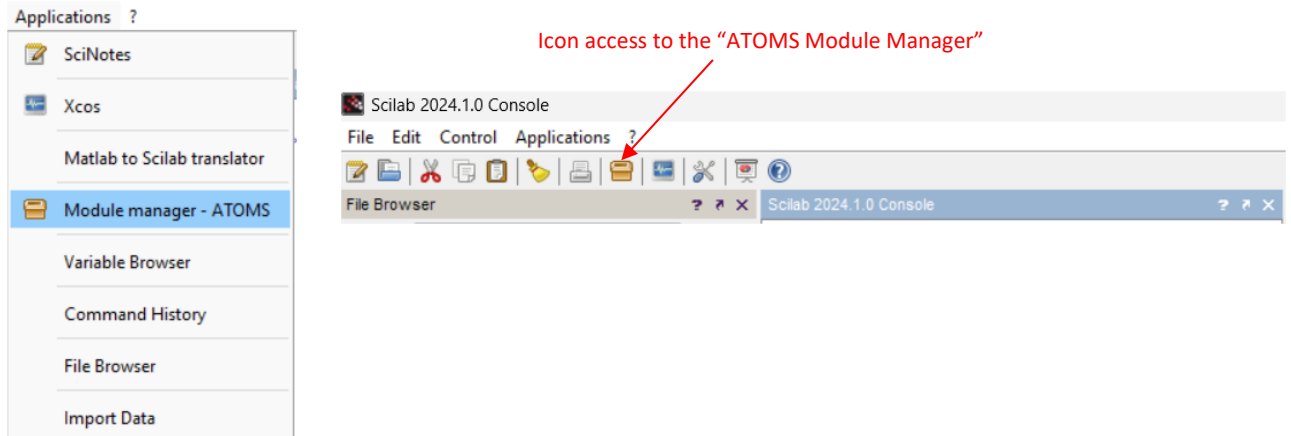 Applications ?
SciNotes
Xcos
Matlab to Scilab translator
Module manager - ATOMS
Variable Browser
Command History
File Browser
Import Data
Icon access to the “ATOMS Module Manager”
Scilab 2024.1.0 Console
File Edit Control Applications ?
File Browser ? X Scilab 2024.1.0 Console ? X